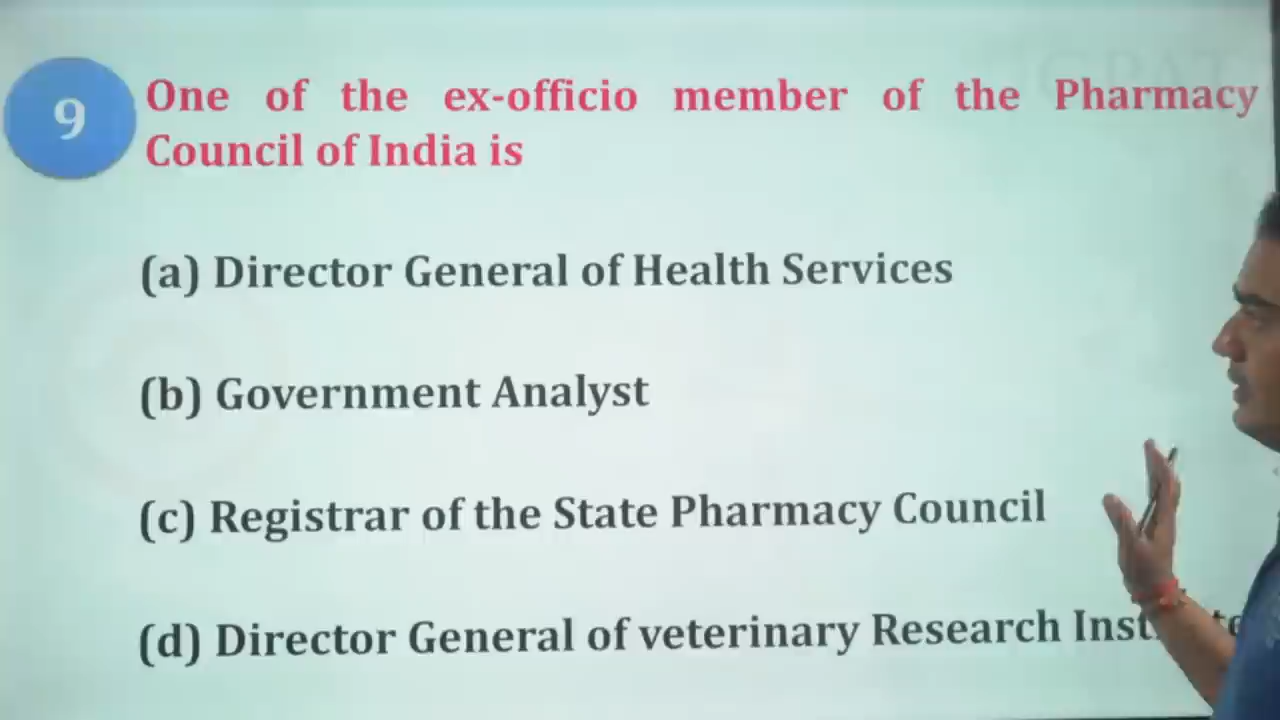 9
One of the ex-officio member of the Pharmacy
Council of India is
(a) Director General of Health Services
(b) Government Analyst
(c) Registrar of the State Pharmacy Council
(d) Director General of veterinary Research